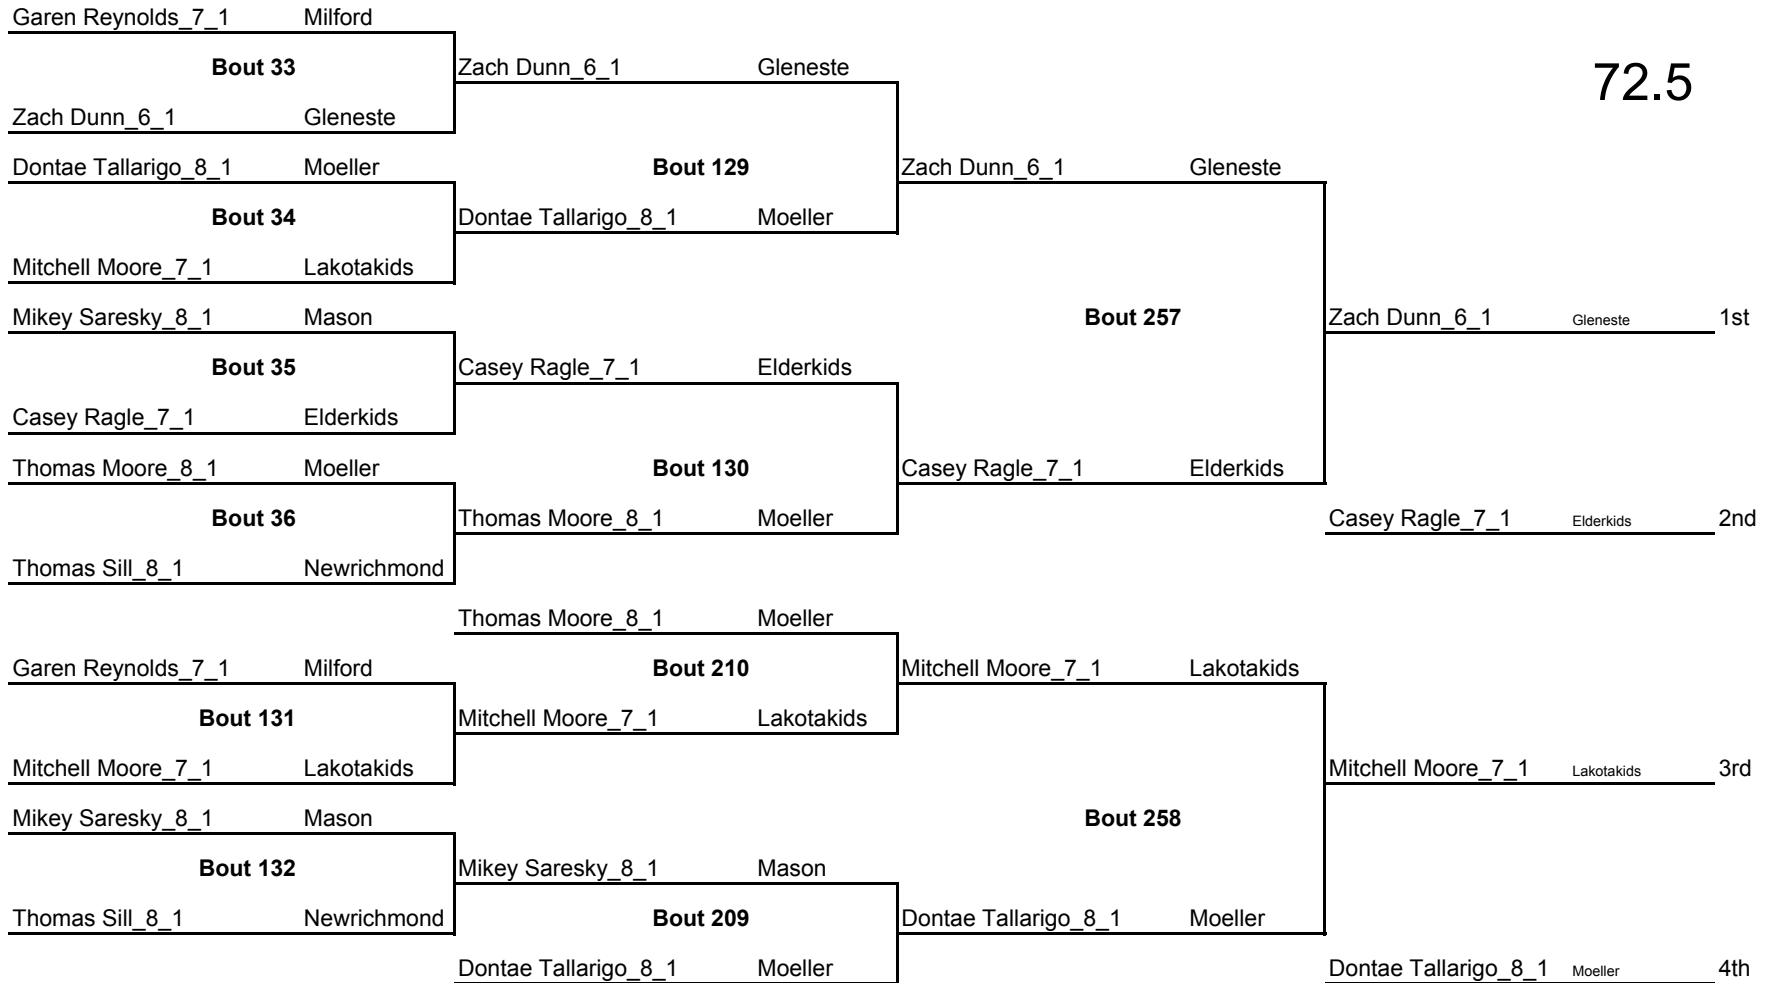 Garen Reynolds_7_1 Milford
Bout 33 Zach Dunn_6_1 Gleneste 72.5
Zach Dunn_6_1 Gleneste
Dontae Tallarigo_8_1 Moeller Bout 129 Zach Dunn_6_1 Gleneste
Bout 34 Dontae Tallarigo_8_1 Moeller
Mitchell Moore_7_1 Lakotakids
Mikey Saresky_8_1 Mason Bout 257 Zach Dunn_6_1 Gleneste 1st
Bout 35 Casey Ragle_7_1 Elderkids
Casey Ragle_7_1 Elderkids
Thomas Moore_8_1 Moeller Bout 130 Casey Ragle_7_1 Elderkids
Bout 36 Thomas Moore_8_1 Moeller Casey Ragle_7_1 Elderkids 2nd
Thomas Sill_8_1 Newrichmond
Thomas Moore_8_1 Moeller
Garen Reynolds_7_1 Milford Bout 210 Mitchell Moore_7_1 Lakotakids
Bout 131 Mitchell Moore_7_1 Lakotakids
Mitchell Moore_7_1 Lakotakids Mitchell Moore_7_1 Lakotakids 3rd
Mikey Saresky_8_1 Mason Bout 258
Bout 132 Mikey Saresky_8_1 Mason
Thomas Sill_8_1 Newrichmond Bout 209 Dontae Tallarigo_8_1 Moeller
Dontae Tallarigo_8_1 Moeller Dontae Tallarigo_8_1 Moeller 4th